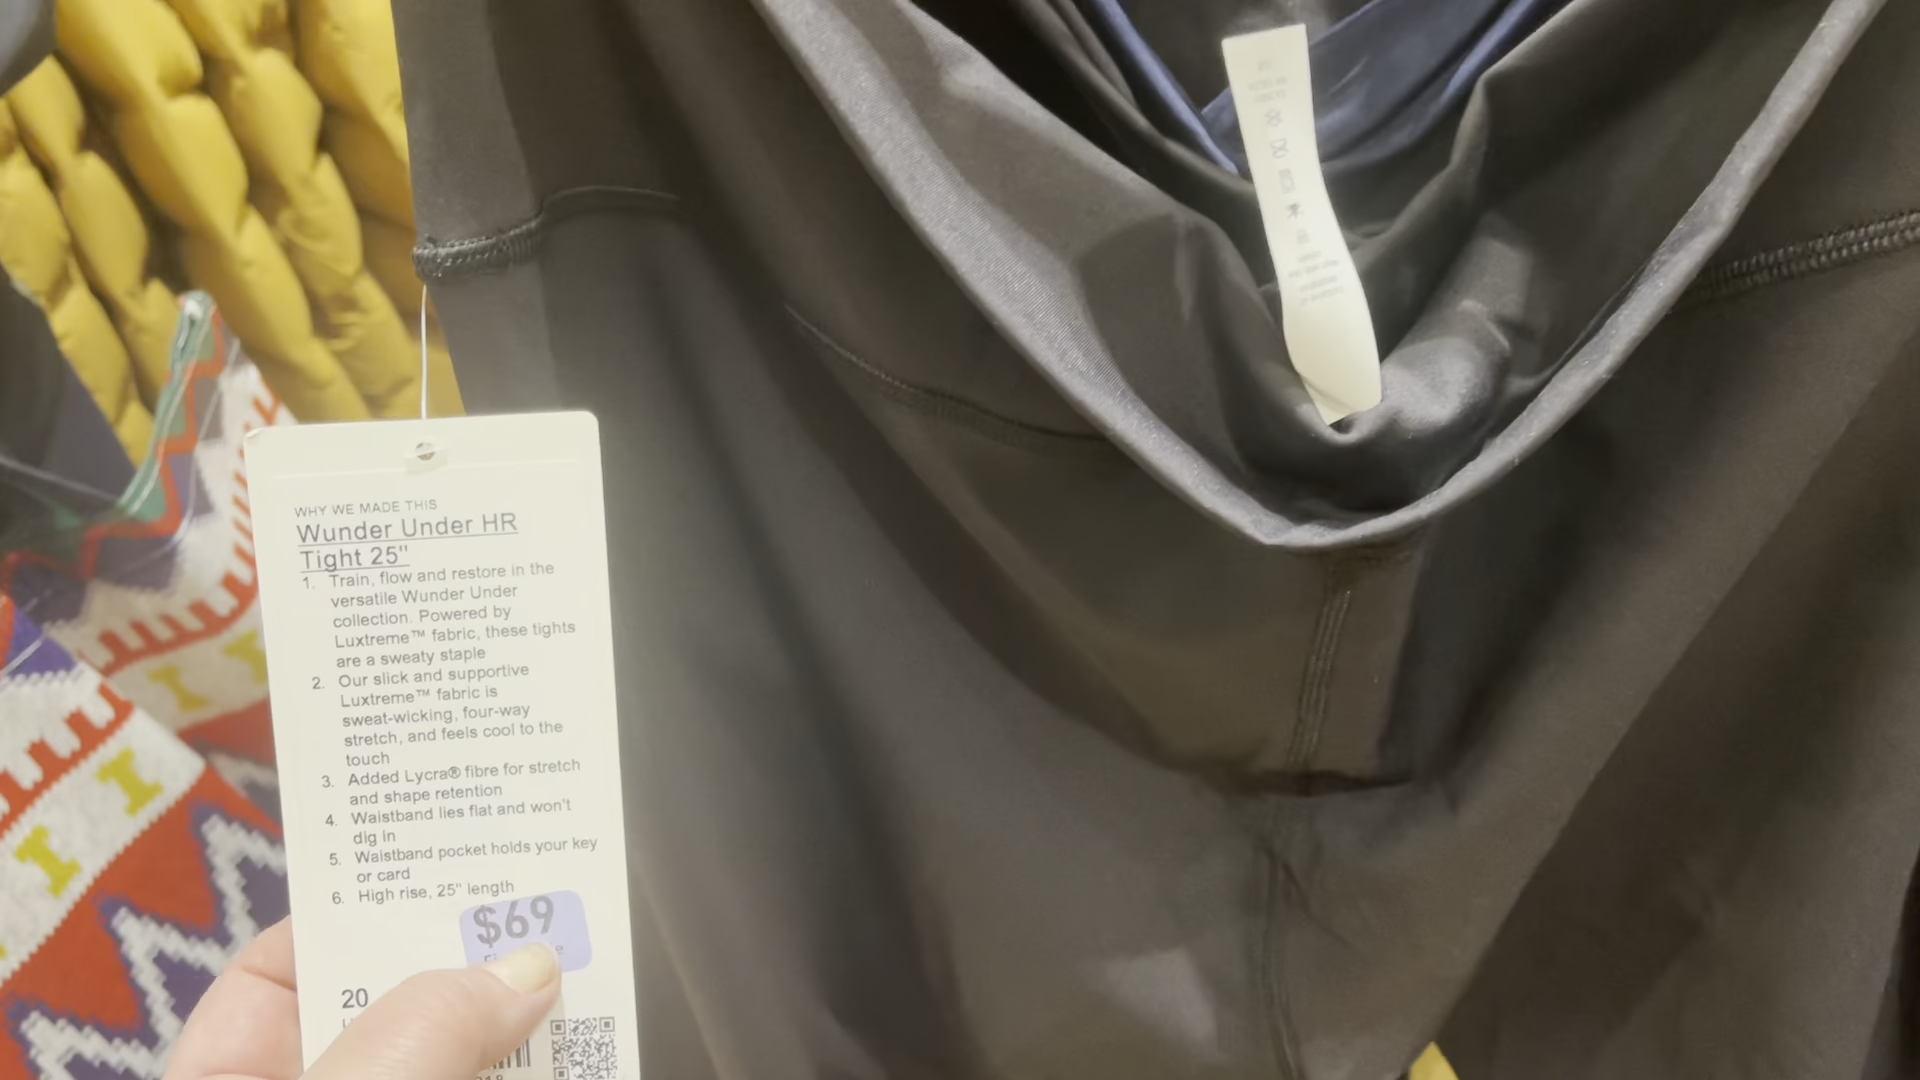 WHY WE MADE THIS
Wunder Under HR
Tight 25"
1. Train, flow and restore in the
versatile Wunder Under
collection. Powered by
Luxtreme™ fabric, these tights
are a sweaty staple
2. Our slick and supportive
Luxtreme™ fabric is
sweat-wicking, four-way
stretch, and feels cool to the
touch
3. Added Lycra® fibre for stretch
and shape retention
4. Waistband lies flat and won't
dig in
5. Waistband pocket holds your key
or card
6. High rise, 25" length
$69
20